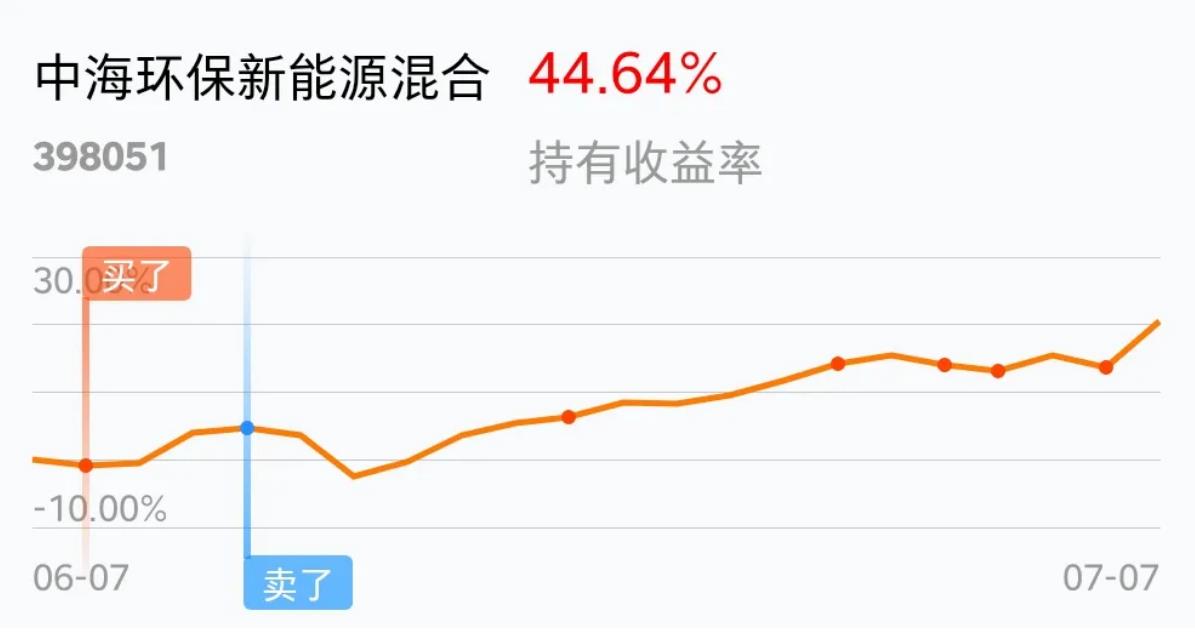 中海环保新能源混合 44.64%
398051 持有收益率
30.00%
买了
-10.00%
06-07 07-07
卖了